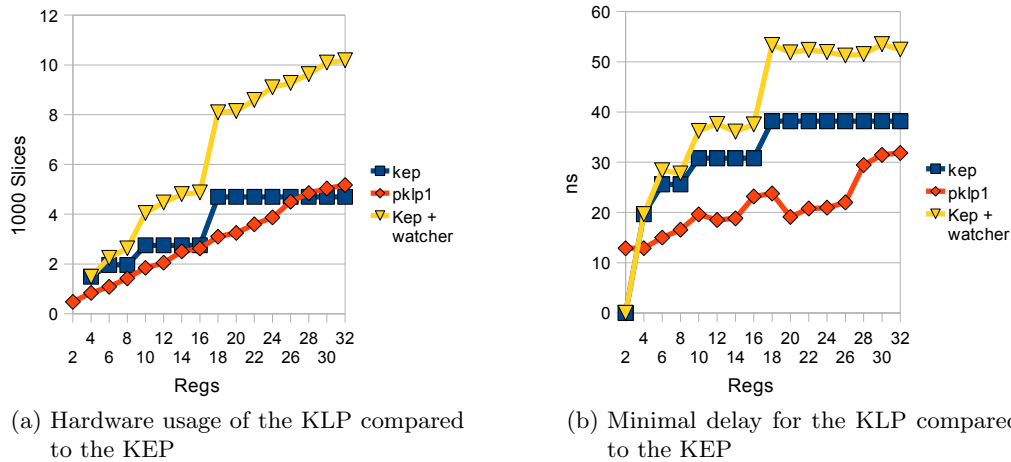 12
10
8
6
4
2
0
1000 Slices
4 8 12 16 20 24 28 32
2 6 10 14 18 22 26 30
Regs
kep
pklp1
Kep +
watcher
(a) Hardware usage of the KLP compared
to the KEP
60
50
40
30
20
10
0
ns
4 8 12 16 20 24 28 32
2 6 10 14 18 22 26 30
Regs
kep
pklp1
Kep +
watcher
(b) Minimal delay for the KLP compared
to the KEP